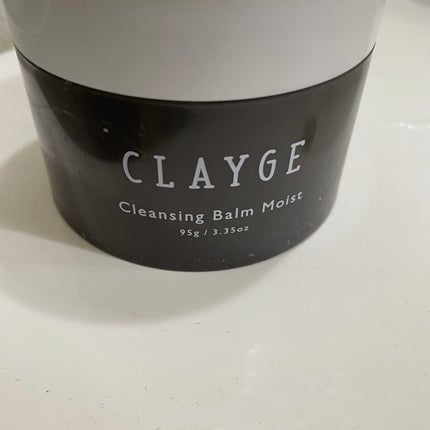 CLAYGE
Cleansing Balm Moist
95g / 3.35oz